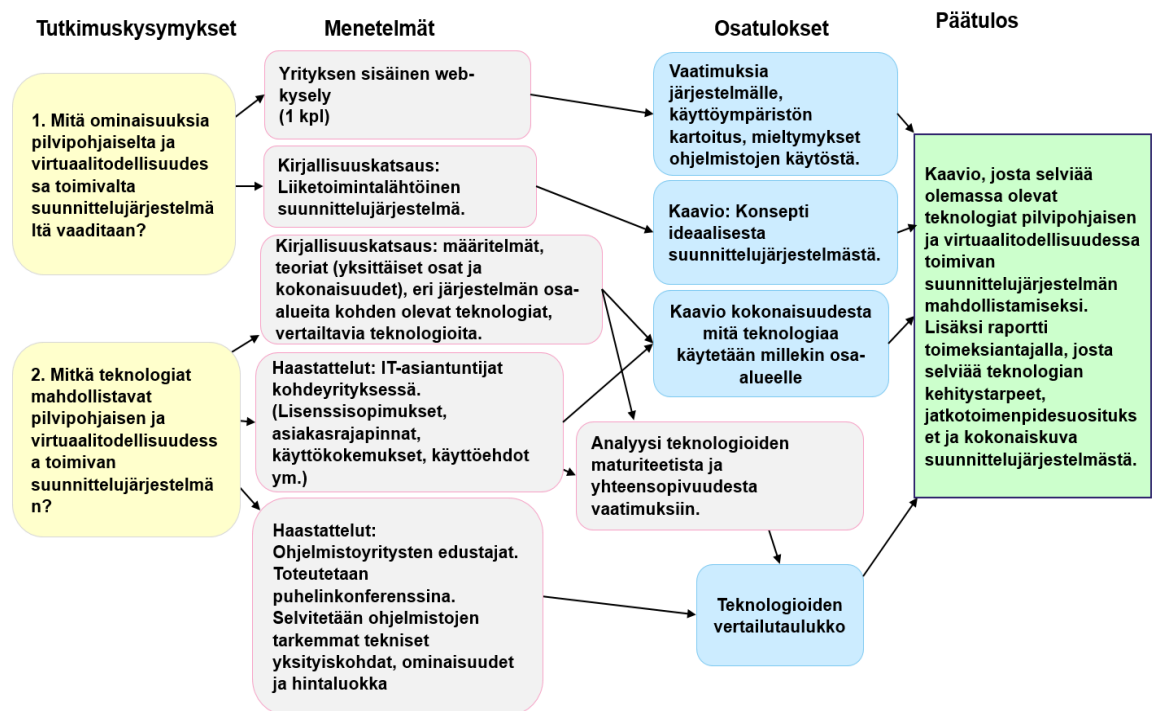 Tutkimuskysymykset
Menetelmät
Osatulokset
Päätulos
1. Mitä ominaisuuksia
pilvipohjaiselta ja
virtuaalitodellisuudes
sa toimivalta
suunnittelujärjestelmä
ltä vaaditaan?
2. Mitkä teknologiat
mahdollistavat
pilvipohjaisen ja
virtuaalitodellisuudess
a toimivan
suunnittelujärjestelmä
n?
Yrityksen sisäinen web-
kysely
(1 kpl)
Kirjallisuuskatsaus:
Liiketoimintalähtöinen
suunnittelujärjestelmä.
Kirjallisuuskatsaus: määritelmät,
teoriat (yksittäiset osat ja
kokonaisuudet), eri järjestelmän osa-
alueita kohden olevat teknologiat,
vertailtavia teknologioita.
Haastattelut: IT-asiantuntijat
kohdeyrityksessä.
(Lisenssisopimukset,
asiakasrajapinnat,
käyttökokemukset, käyttöehdot
ym.)
Haastattelut:
Ohjelmistoyritysten edustajat.
Toteutetaan
puhelinkonferenssina.
Selvitetään ohjelmistojen
tarkemmat tekniset
yksityiskohdat, ominaisuudet
ja hintaluokka
Vaatimuksia
järjestelmälle,
käyttöympäristön
kartoitus, mieltymykset
ohjelmistojen käytöstä.
Kaavio: Konsepti
ideaalisesta
suunnittelujärjestelmästä.
Kaavio kokonaisuudesta
mitä teknologiaa
käytetään millekin osa-
alueelle
Analyysi teknologioiden
maturiteetista ja
yhteensopivuudesta
vaatimuksiin.
Teknologioiden
vertailutaulukko
Kaavio, josta selviää
olemassa olevat
teknologiat pilvipohjaisen
ja virtuaalitodellisuudessa
toimivan
suunnittelujärjestelmän
mahdollistamiseksi.
Lisäksi raportti
toimeksiantajalla, josta
selviää teknologian
kehitystarpeet,
jatkotoimenpidesuosituks
et ja kokonaiskuva
suunnittelujärjestelmästä.